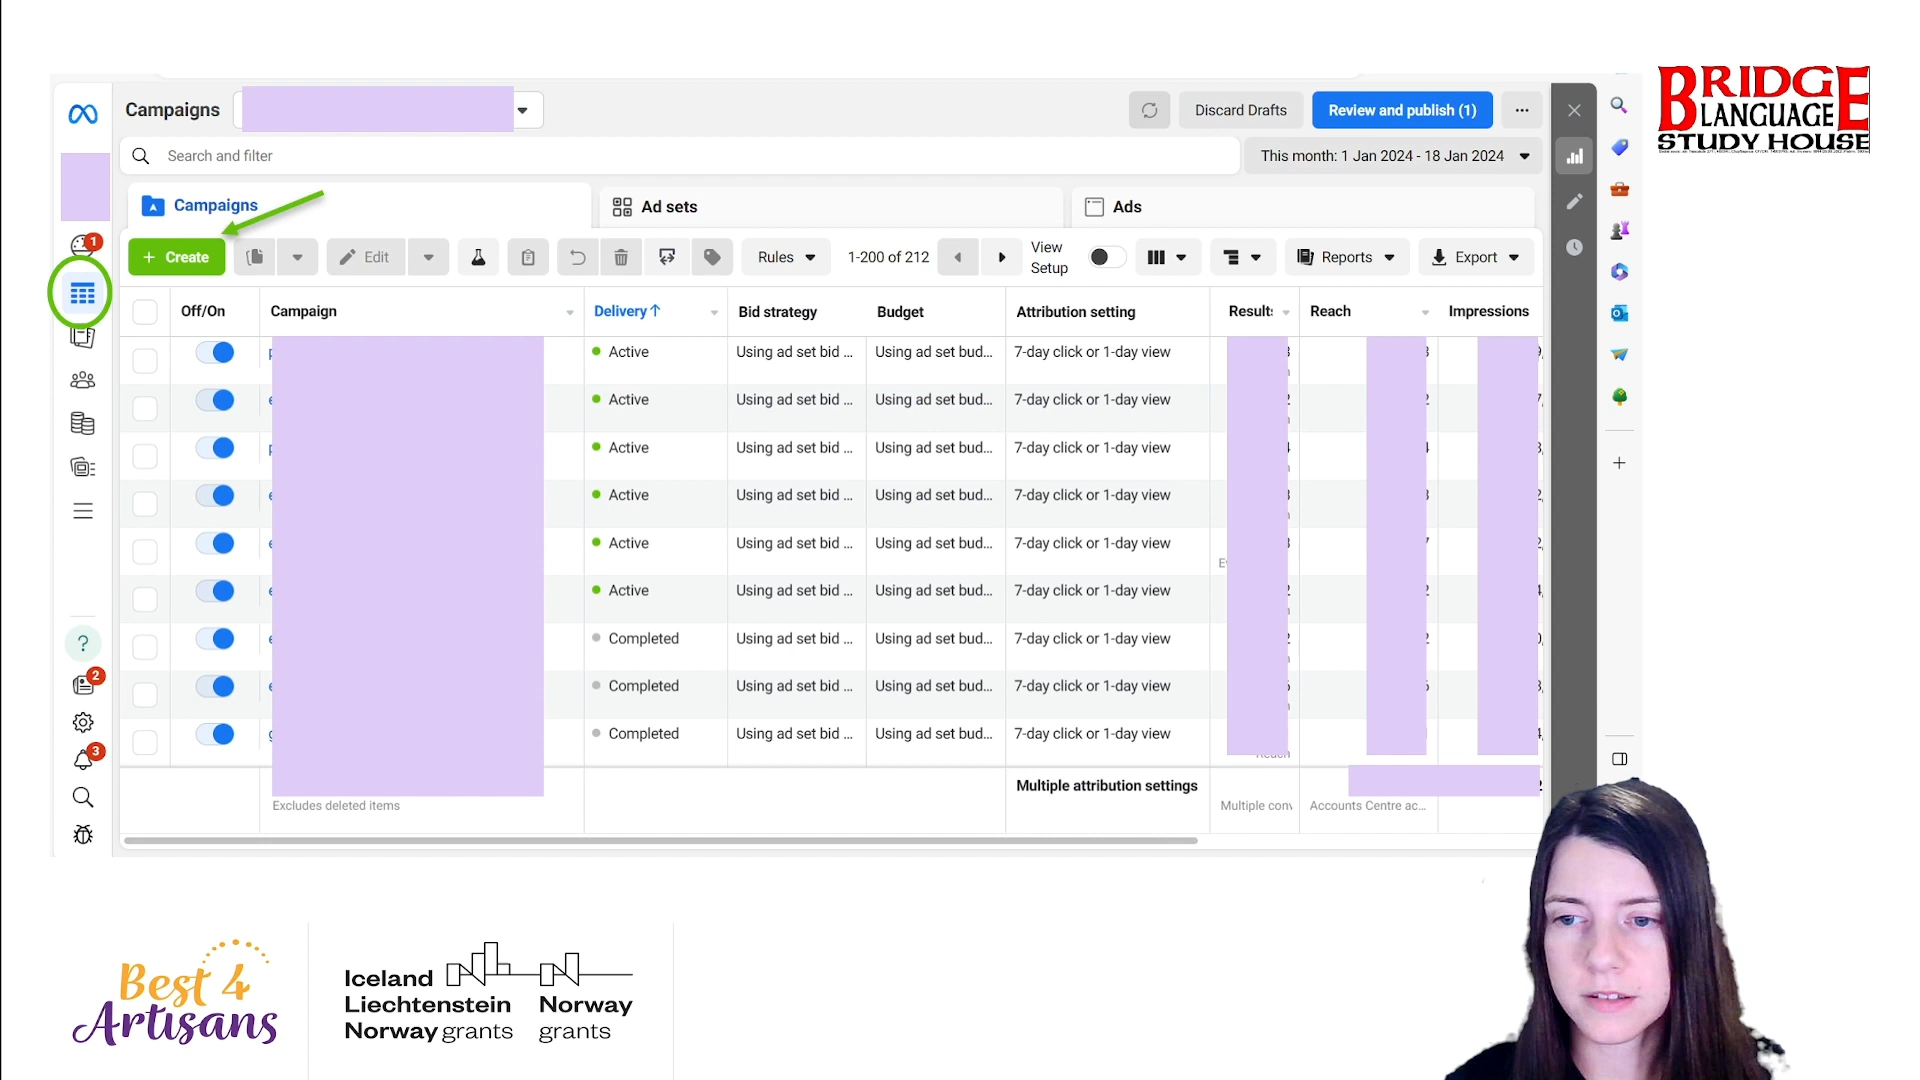 BRIDGE
LANGUAGE
STUDY HOUSE
Campaigns
Discard Drafts
Review and publish (1)
Search and filter
This month: 1 Jan 2024 - 18 Jan 2024
Campaigns
Ad sets
Ads
1
+ Create
Edit
Rules
1-200 of 212
View
Setup
Reports
Export
Off/On
Campaign
Delivery↑
Bid strategy
Budget
Attribution setting
Results
Reach
Impressions
Active Using ad set bid ... Using ad set bud... 7-day click or 1-day view
Active Using ad set bid ... Using ad set bud... 7-day click or 1-day view
Active Using ad set bid ... Using ad set bud... 7-day click or 1-day view
Active Using ad set bid ... Using ad set bud... 7-day click or 1-day view
Active Using ad set bid ... Using ad set bud... 7-day click or 1-day view
Active Using ad set bid ... Using ad set bud... 7-day click or 1-day view
Completed Using ad set bid ... Using ad set bud... 7-day click or 1-day view
Completed Using ad set bid ... Using ad set bud... 7-day click or 1-day view
Completed Using ad set bid ... Using ad set bud... 7-day click or 1-day view
?
2
3
Reach
Multiple attribution settings
Excludes deleted items
Multiple conv
Accounts Centre ac...
Best 4
Artisans
Iceland
Liechtenstein
Norway grants
Norway
grants